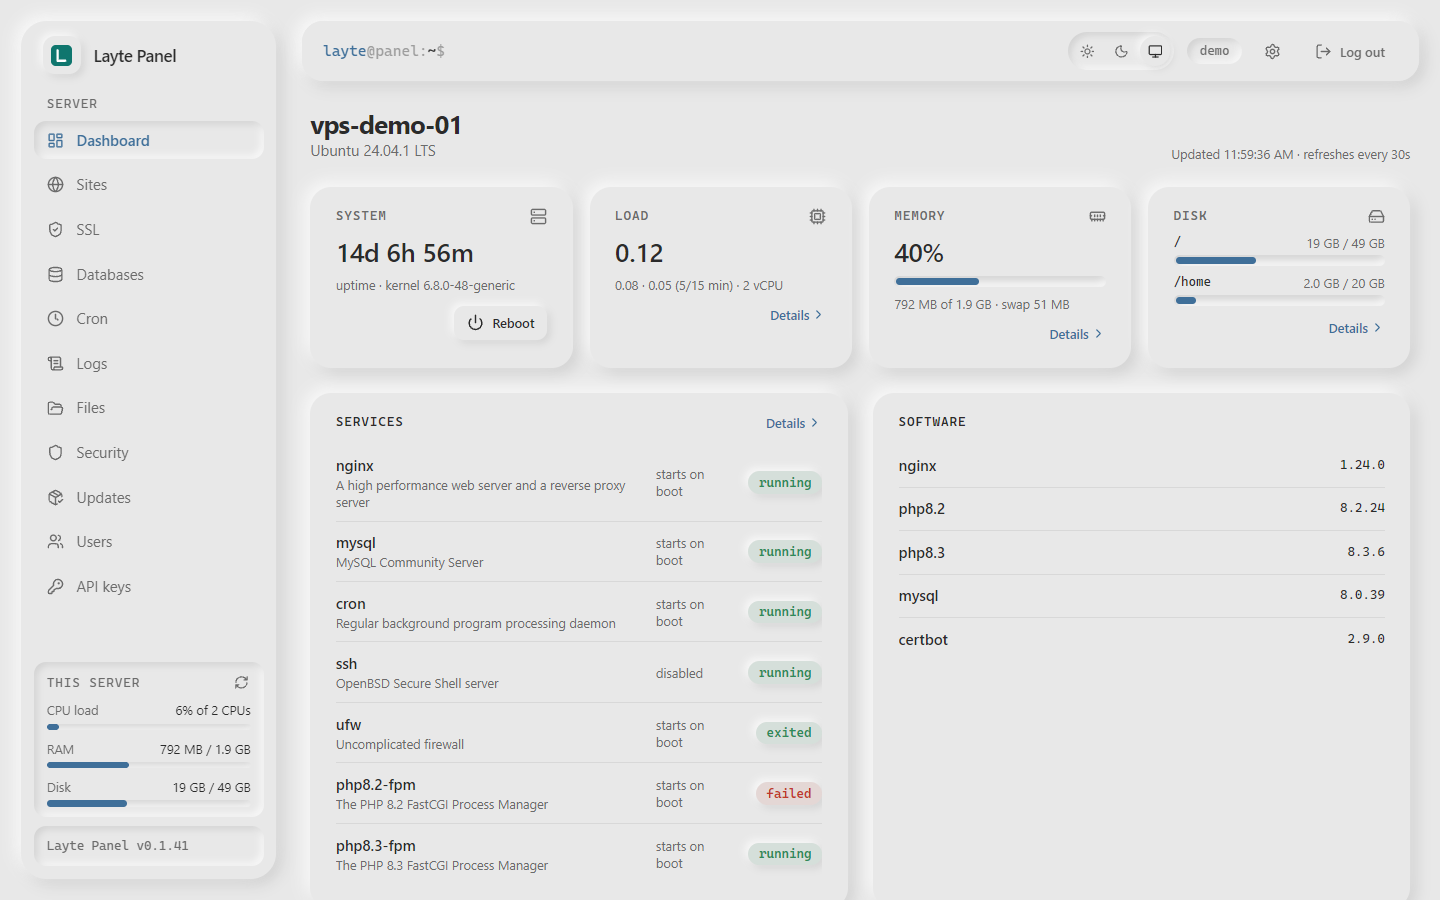 Layte Panel
SERVER
Dashboard
Sites
SSL
Databases
Cron
Logs
Files
Security
Updates
Users
API keys
THIS SERVER
CPU load 6% of 2 CPUs
RAM 792 MB / 1.9 GB
Disk 19 GB / 49 GB
Layte Panel v0.1.41
layte@panel:~$
demo
Log out
vps-demo-01
Ubuntu 24.04.1 LTS
Updated 11:59:36 AM · refreshes every 30s
SYSTEM
14d 6h 56m
uptime · kernel 6.8.0-48-generic
Reboot
LOAD
0.12
0.08 · 0.05 (5/15 min) · 2 vCPU
Details
MEMORY
40%
792 MB of 1.9 GB · swap 51 MB
Details
DISK
/ 19 GB / 49 GB
/home 2.0 GB / 20 GB
Details
SERVICES
Details
nginx
A high performance web server and a reverse proxy
server
starts on
boot
running
mysql
MySQL Community Server
starts on
boot
running
cron
Regular background program processing daemon
starts on
boot
running
ssh
OpenBSD Secure Shell server
disabled
running
ufw
Uncomplicated firewall
starts on
boot
exited
php8.2-fpm
The PHP 8.2 FastCGI Process Manager
starts on
boot
failed
php8.3-fpm
The PHP 8.3 FastCGI Process Manager
starts on
boot
running
SOFTWARE
nginx 1.24.0
php8.2 8.2.24
php8.3 8.3.6
mysql 8.0.39
certbot 2.9.0